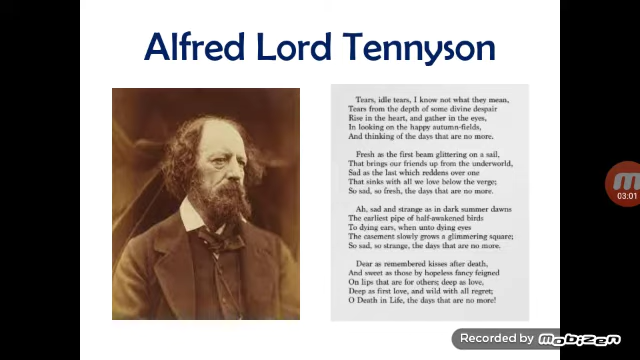 Alfred Lord Tennyson
Tears, idle tears, I know not what they mean,
Tears from the depth of some divine despair
Rise in the heart, and gather in the eyes,
In looking on the happy autumn-fields,
And thinking of the days that are no more.
Fresh as the first beam glittering on a sail,
That brings our friends up from the underworld,
Sad as the last which reddens over one
That sinks with all we love below the verge;
So sad, so fresh, the days that are no more.
Ah, sad and strange as in dark summer dawns
The earliest pipe of half-awakened birds
To dying ears, when unto dying eyes
The casement slowly grows a glimmering square;
So sad, so strange, the days that are no more.
Dear as remembered kisses after death,
And sweet as those by hopeless fancy feigned
On lips that are for others; deep as love,
Deep as first love, and wild with all regret;
O Death in Life, the days that are no more!
03:01
Recorded by
mobizen